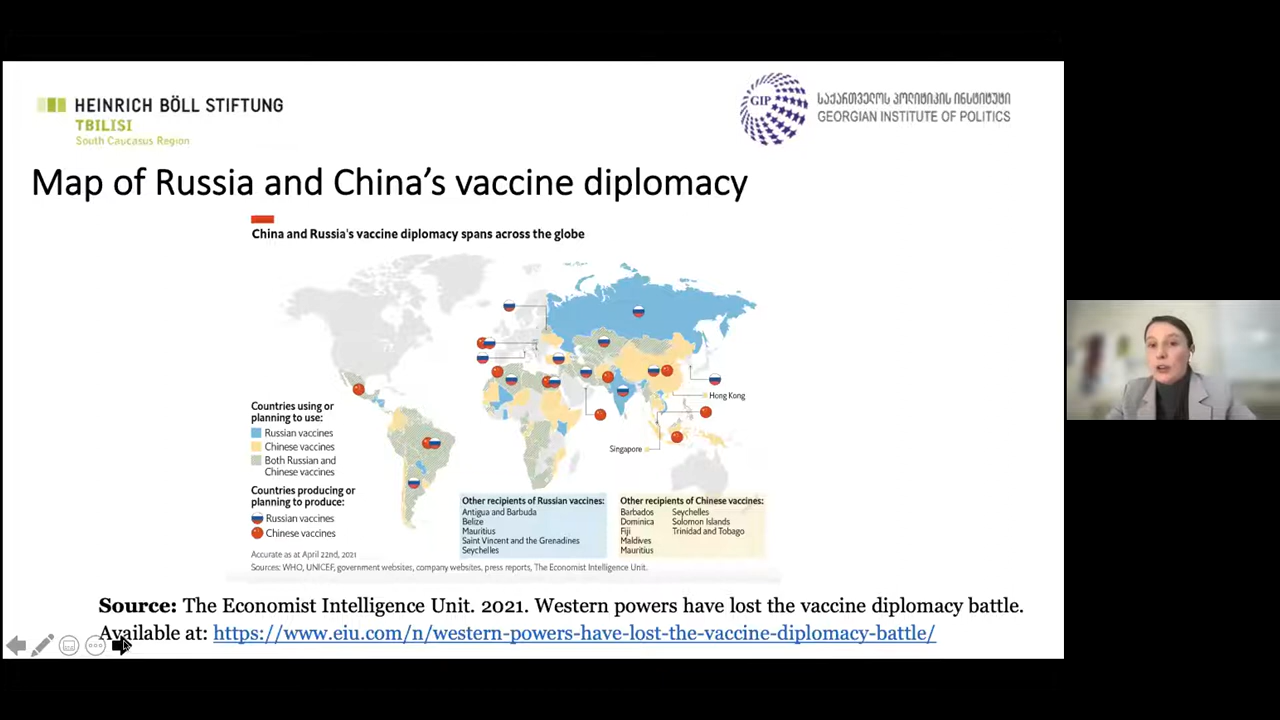 HEINRICH BÖLL STIFTUNG
TBILISI
South Caucasus Region
GIP
საქართველოს პოლიტიკის ინსტიტუტი
GEORGIAN INSTITUTE OF POLITICS
Map of Russia and China’s vaccine diplomacy
China and Russia's vaccine diplomacy spans across the globe
Hong Kong
Singapore
Countries using or
planning to use:
Russian vaccines
Chinese vaccines
Both Russian and
Chinese vaccines
Countries producing or
planning to produce:
Russian vaccines
Chinese vaccines
Other recipients of Russian vaccines:
Antigua and Barbuda
Belize
Mauritius
Saint Vincent and the Grenadines
Seychelles
Other recipients of Chinese vaccines:
Barbados Seychelles
Dominica Solomon Islands
Fiji Trinidad and Tobago
Maldives
Mauritius
Accurate as at April 22nd, 2021
Sources: WHO, UNICEF, government websites, company websites, press reports, The Economist Intelligence Unit.
Source: The Economist Intelligence Unit. 2021. Western powers have lost the vaccine diplomacy battle.
Available at: https://www.eiu.com/n/western-powers-have-lost-the-vaccine-diplomacy-battle/